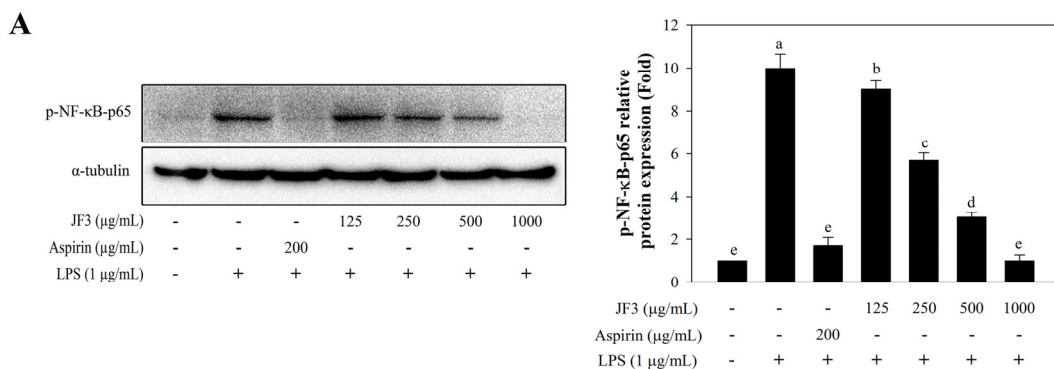 A
p-NF-κB-p65
α-tubulin
JF3 (µg/mL) - - - 125 250 500 1000
Aspirin (µg/mL) - - 200 - - - -
LPS (1 µg/mL) - + + + + + +
p-NF-κB-p65 relative
protein expression (Fold)
12
10
8
6
4
2
0
e a e b c d e
JF3 (µg/mL) - - - 125 250 500 1000
Aspirin (µg/mL) - - 200 - - - -
LPS (1 µg/mL) - + + + + + +